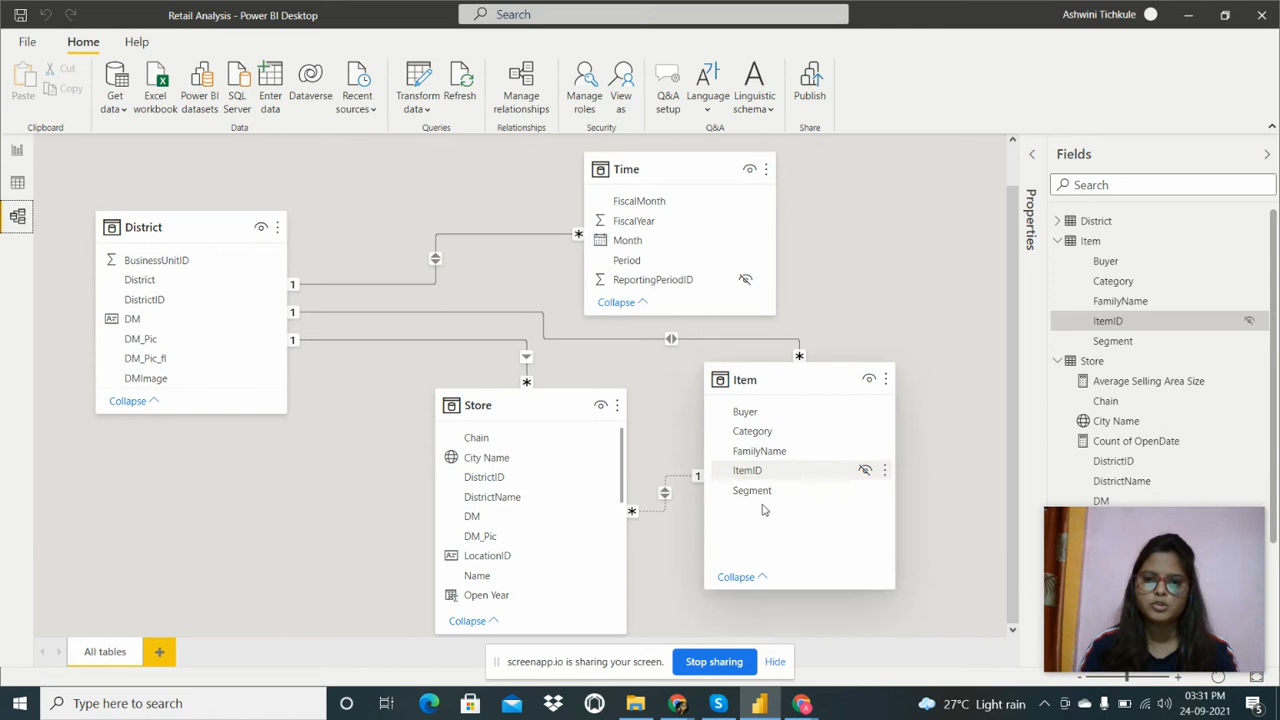 Retail Analysis - Power BI Desktop
Search
Ashwini Tichkule
File Home Help
Paste
Cut
Copy
Get data
Excel workbook
Power BI datasets
SQL Server
Enter data
Dataverse
Recent sources
Transform data
Refresh
Manage relationships
Manage roles
View as
Q&A setup
Language
Linguistic schema
Publish
Clipboard
Data
Queries
Relationships
Security
Q&A
Share
District
BusinessUnitID
District
DistrictID
DM
DM_Pic
DM_Pic_fl
DMImage
Collapse
Time
FiscalMonth
FiscalYear
Month
Period
ReportingPeriodID
Collapse
1
1
1
*
*
*
Store
Chain
City Name
DistrictID
DistrictName
DM
DM_Pic
LocationID
Name
Open Year
Collapse
*
1
Item
Buyer
Category
FamilyName
ItemID
Segment
Collapse
Properties
Fields
Search
District
Item
Buyer
Category
FamilyName
ItemID
Segment
Store
Average Selling Area Size
Chain
City Name
Count of OpenDate
DistrictID
DistrictName
DM
All tables
screenapp.io is sharing your screen.
Stop sharing
Hide
Type here to search
27°C Light rain
ENG
03:31 PM
24-09-2021
5